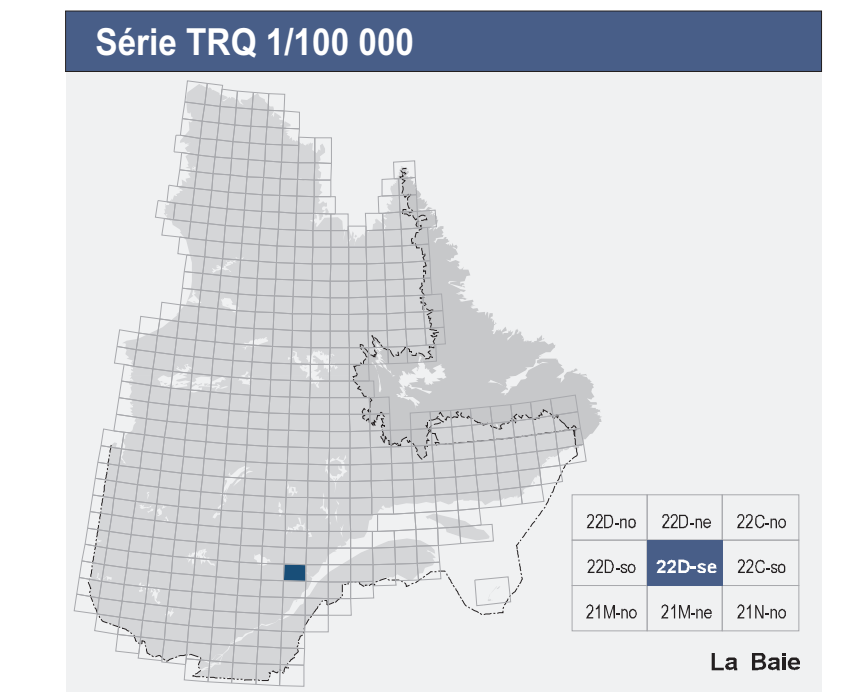 Série TRQ 1/100 000
22D-no 22D-ne 22C-no
22D-so 22D-se 22C-so
21M-no 21M-ne 21N-no
La Baie